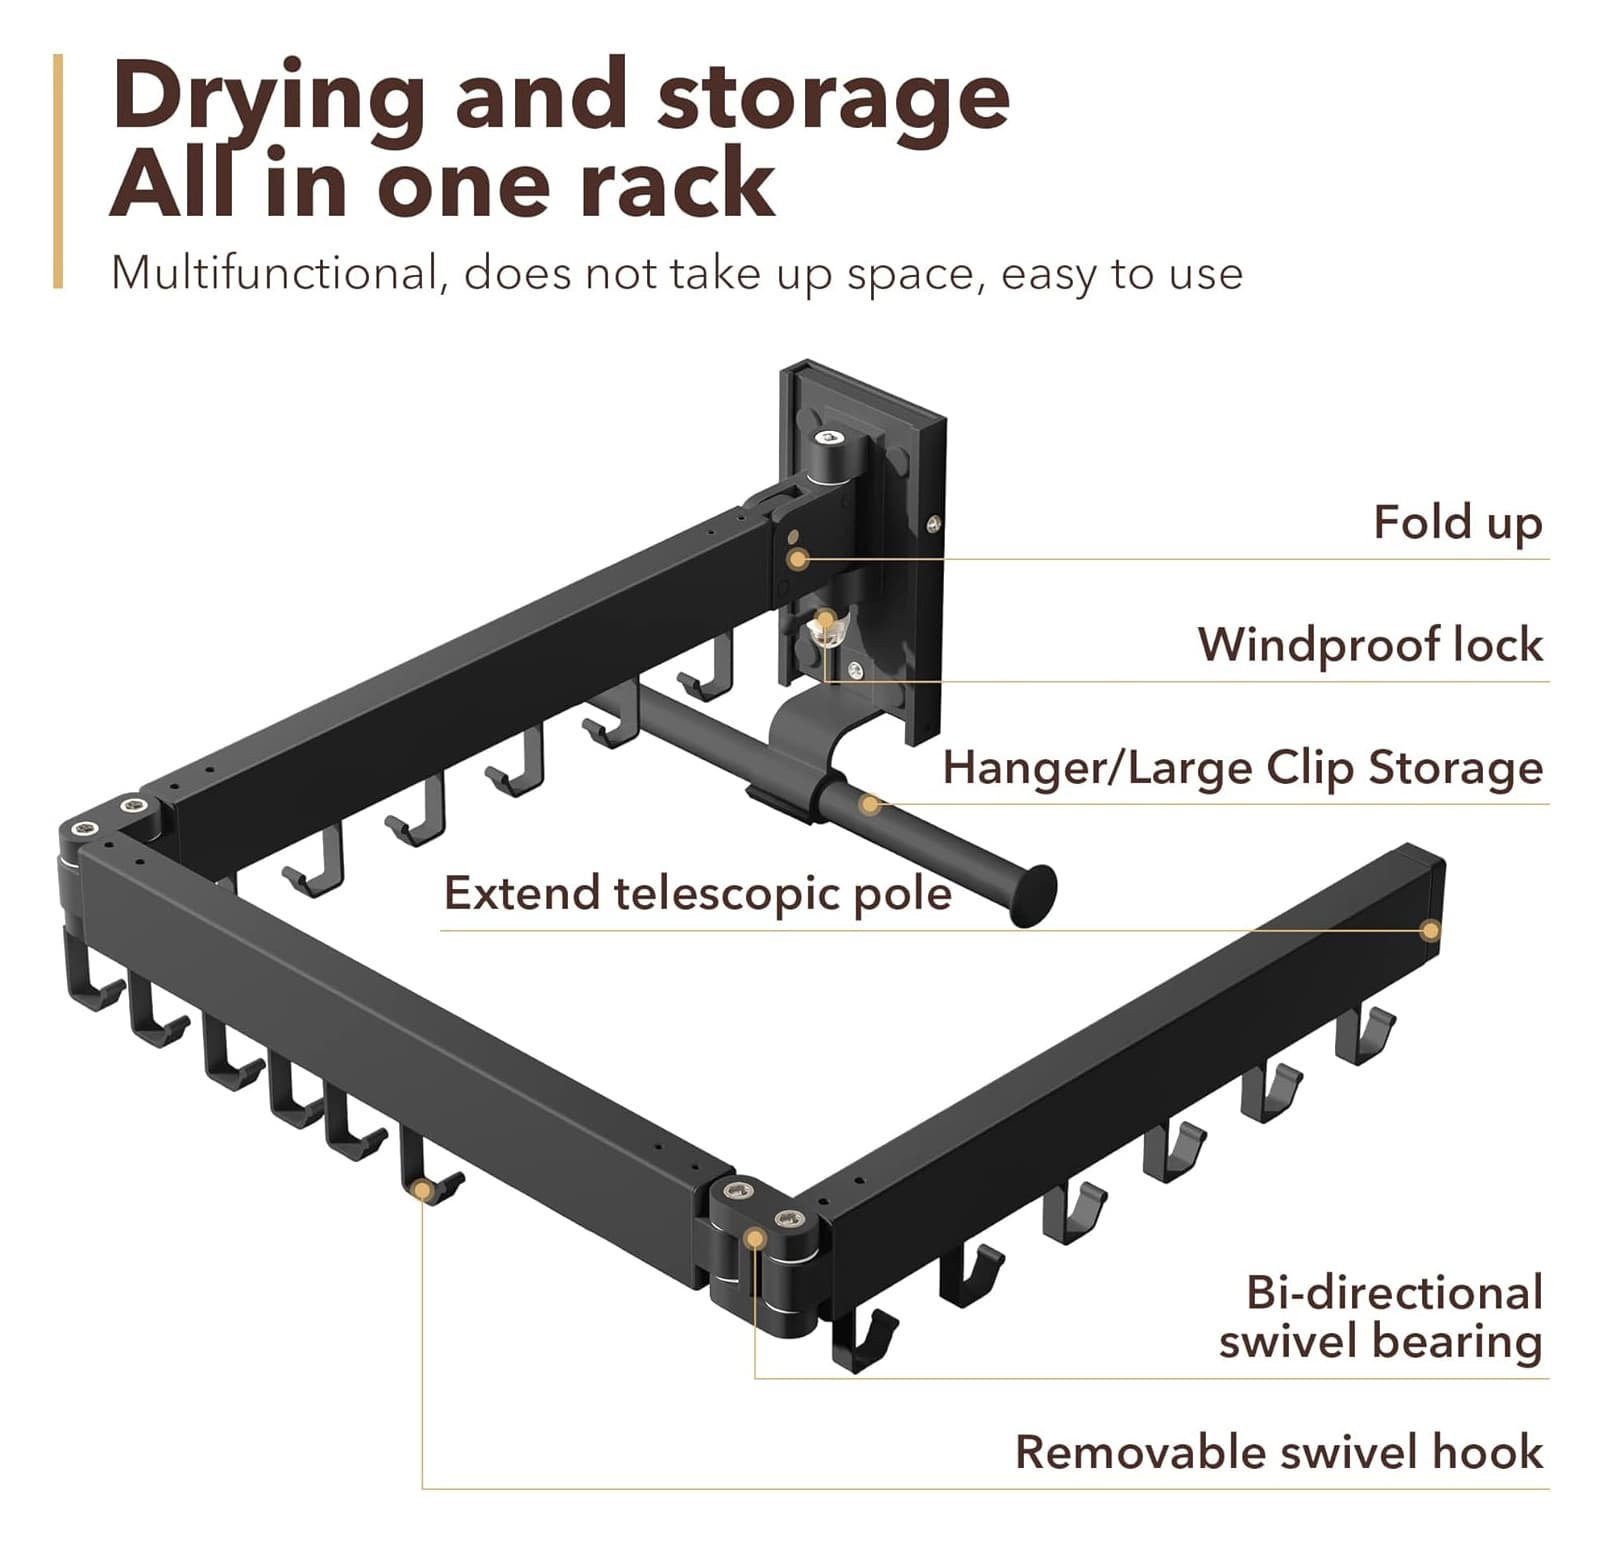 Drying and storage
All in one rack
Multifunctional, does not take up space, easy to use
Fold up
Windproof lock
Hanger/Large Clip Storage
Extend telescopic pole
Bi-directional
swivel bearing
Removable swivel hook